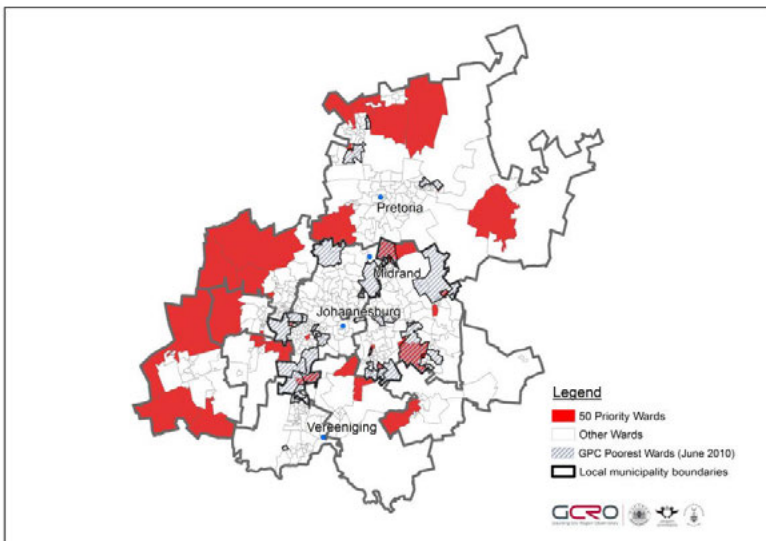 Pretoria
Midrand
Johannesburg
Vereeniging
Legend
50 Priority Wards
Other Wards
GPC Poorest Wards (June 2010)
Local municipality boundaries
GCRO